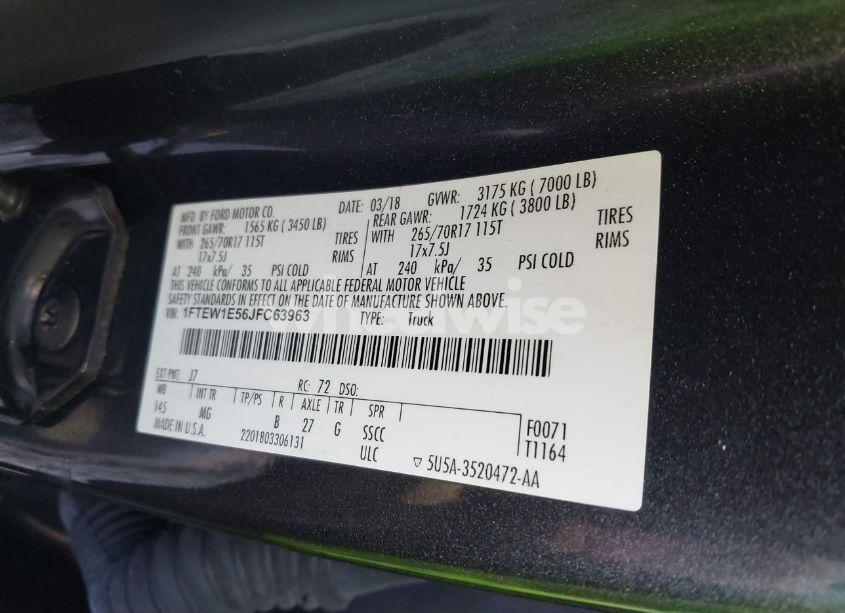 MFD. BY FORD MOTOR CO. DATE: 03/18 GVWR: 3175 KG ( 7000 LB)
FRONT GAWR: 1565 KG ( 3450 LB) REAR GAWR: 1724 KG ( 3800 LB)
WITH 265/70R17 115T TIRES WITH 265/70R17 115T TIRES
17x7.5J RIMS 17x7.5J RIMS
AT 240 kPa/ 35 PSI COLD AT 240 kPa/ 35 PSI COLD
THIS VEHICLE CONFORMS TO ALL APPLICABLE FEDERAL MOTOR VEHICLE
SAFETY STANDARDS IN EFFECT ON THE DATE OF MANUFACTURE SHOWN ABOVE.
VIN: 1FTEW1E56JFC63963 TYPE: Truck
wheelwise
EXT PNT: J7 RC: 72 DSO:
WB INT TR TP/PS R AXLE TR SPR F0071
145 MG B 27 G SSCC T1164
MADE IN U.S.A. 2201803306131 ULC ▽ 5U5A-3520472-AA